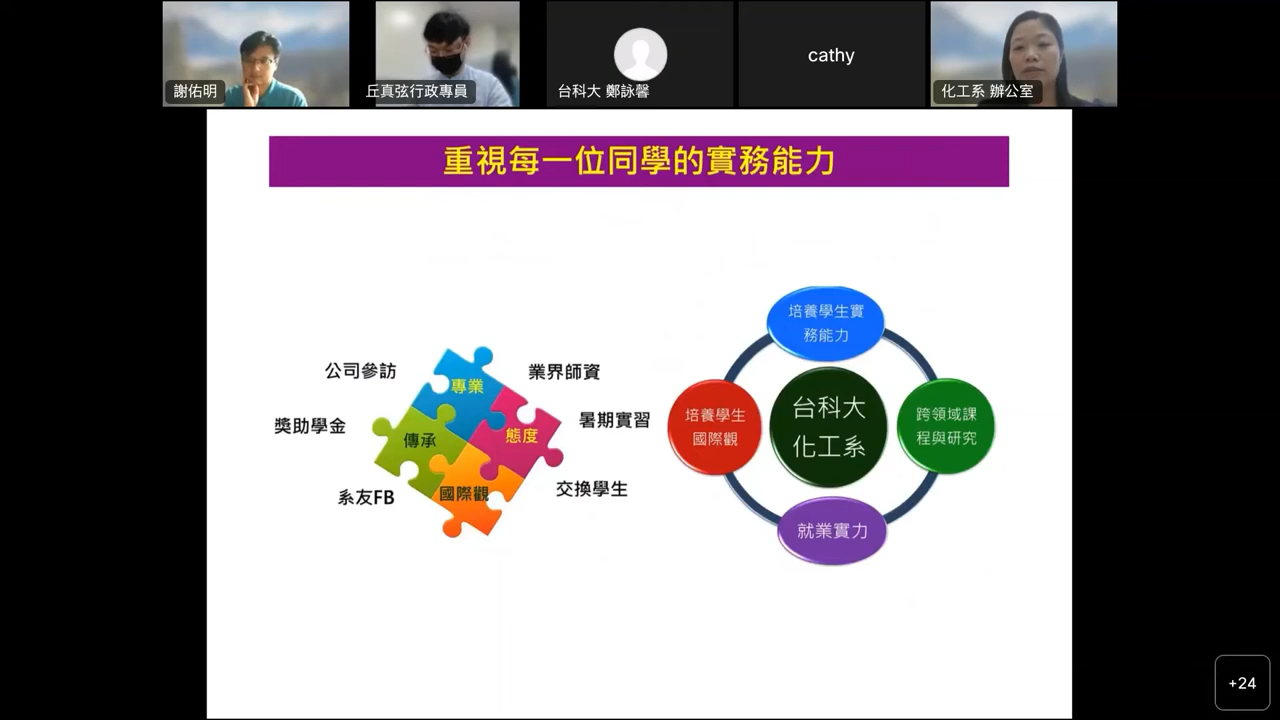 謝佑明
丘真弦行政專員
台科大 鄭詠馨
cathy
化工系 辦公室
重視每一位同學的實務能力
公司參訪
獎助學金
系友FB
專業
傳承
態度
國際觀
業界師資
暑期實習
交換學生
培養學生實
務能力
培養學生
國際觀
台科大
化工系
跨領域課
程與研究
就業實力
+24